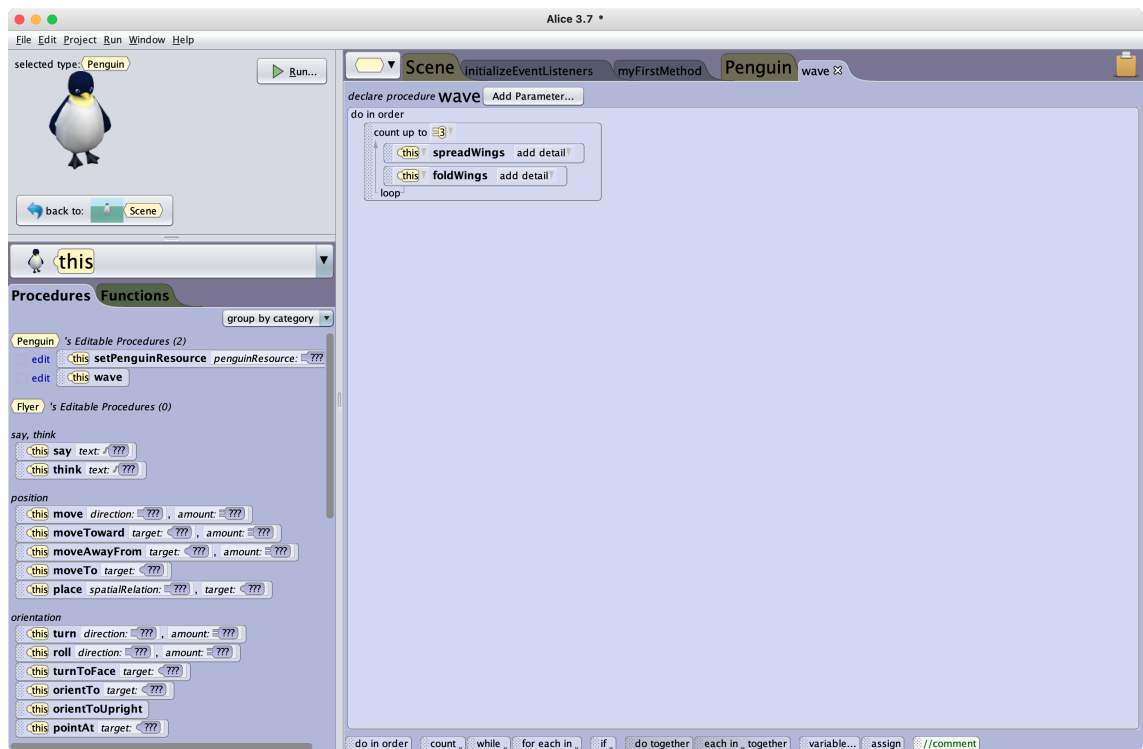 Alice 3.7 *
File Edit Project Run Window Help
selected type: Penguin
Run...
back to: Scene
this
Procedures Functions
group by category
Penguin 's Editable Procedures (2)
edit this setPenguinResource penguinResource: ???
edit this wave
Flyer 's Editable Procedures (0)
say, think
this say text: ???
this think text: ???
position
this move direction: ??? , amount: ???
this moveToward target: ??? , amount: ???
this moveAwayFrom target: ??? , amount: ???
this moveTo target: ???
this place spatialRelation: ??? , target: ???
orientation
this turn direction: ??? , amount: ???
this roll direction: ??? , amount: ???
this turnToFace target: ???
this orientTo target: ???
this orientToUpright
this pointAt target: ???
Scene initializeEventListeners myFirstMethod Penguin wave
declare procedure wave Add Parameter...
do in order
count up to 3
this spreadWings add detail
this foldWings add detail
loop
do in order count _ while _ for each in _ if _ do together each in _ together variable... assign //comment